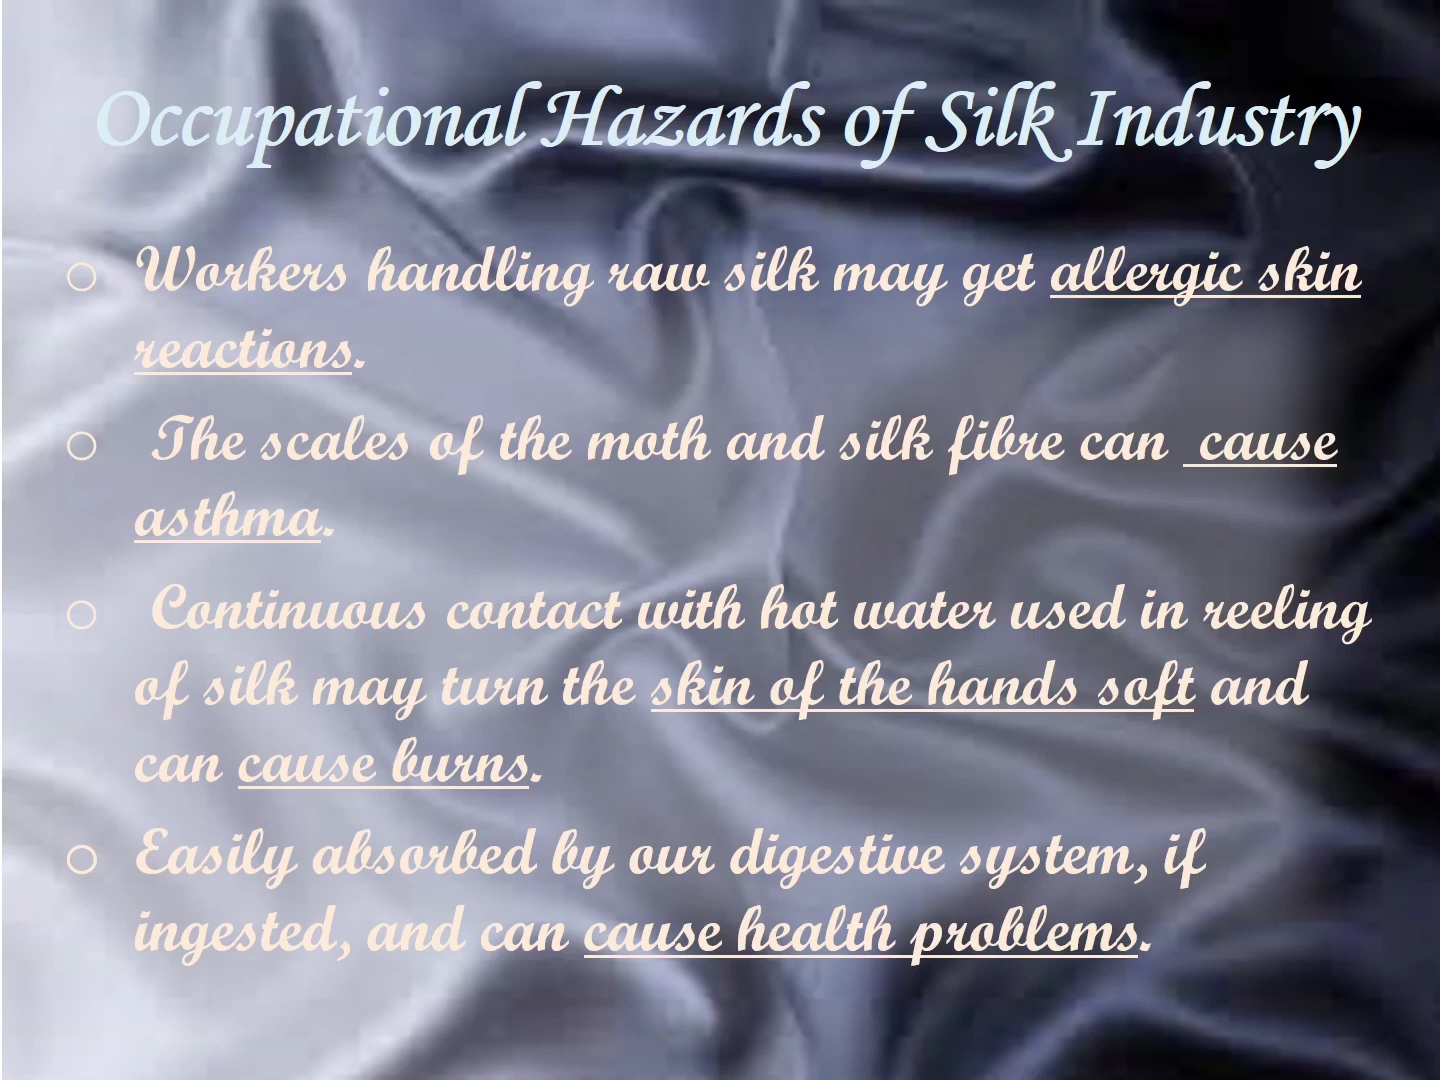 Occupational Hazards of Silk Industry
o Workers handling raw silk may get allergic skin
reactions.
o The scales of the moth and silk fibre can cause
asthma.
o Continuous contact with hot water used in reeling
of silk may turn the skin of the hands soft and
can cause burns.
o Easily absorbed by our digestive system, if
ingested, and can cause health problems.